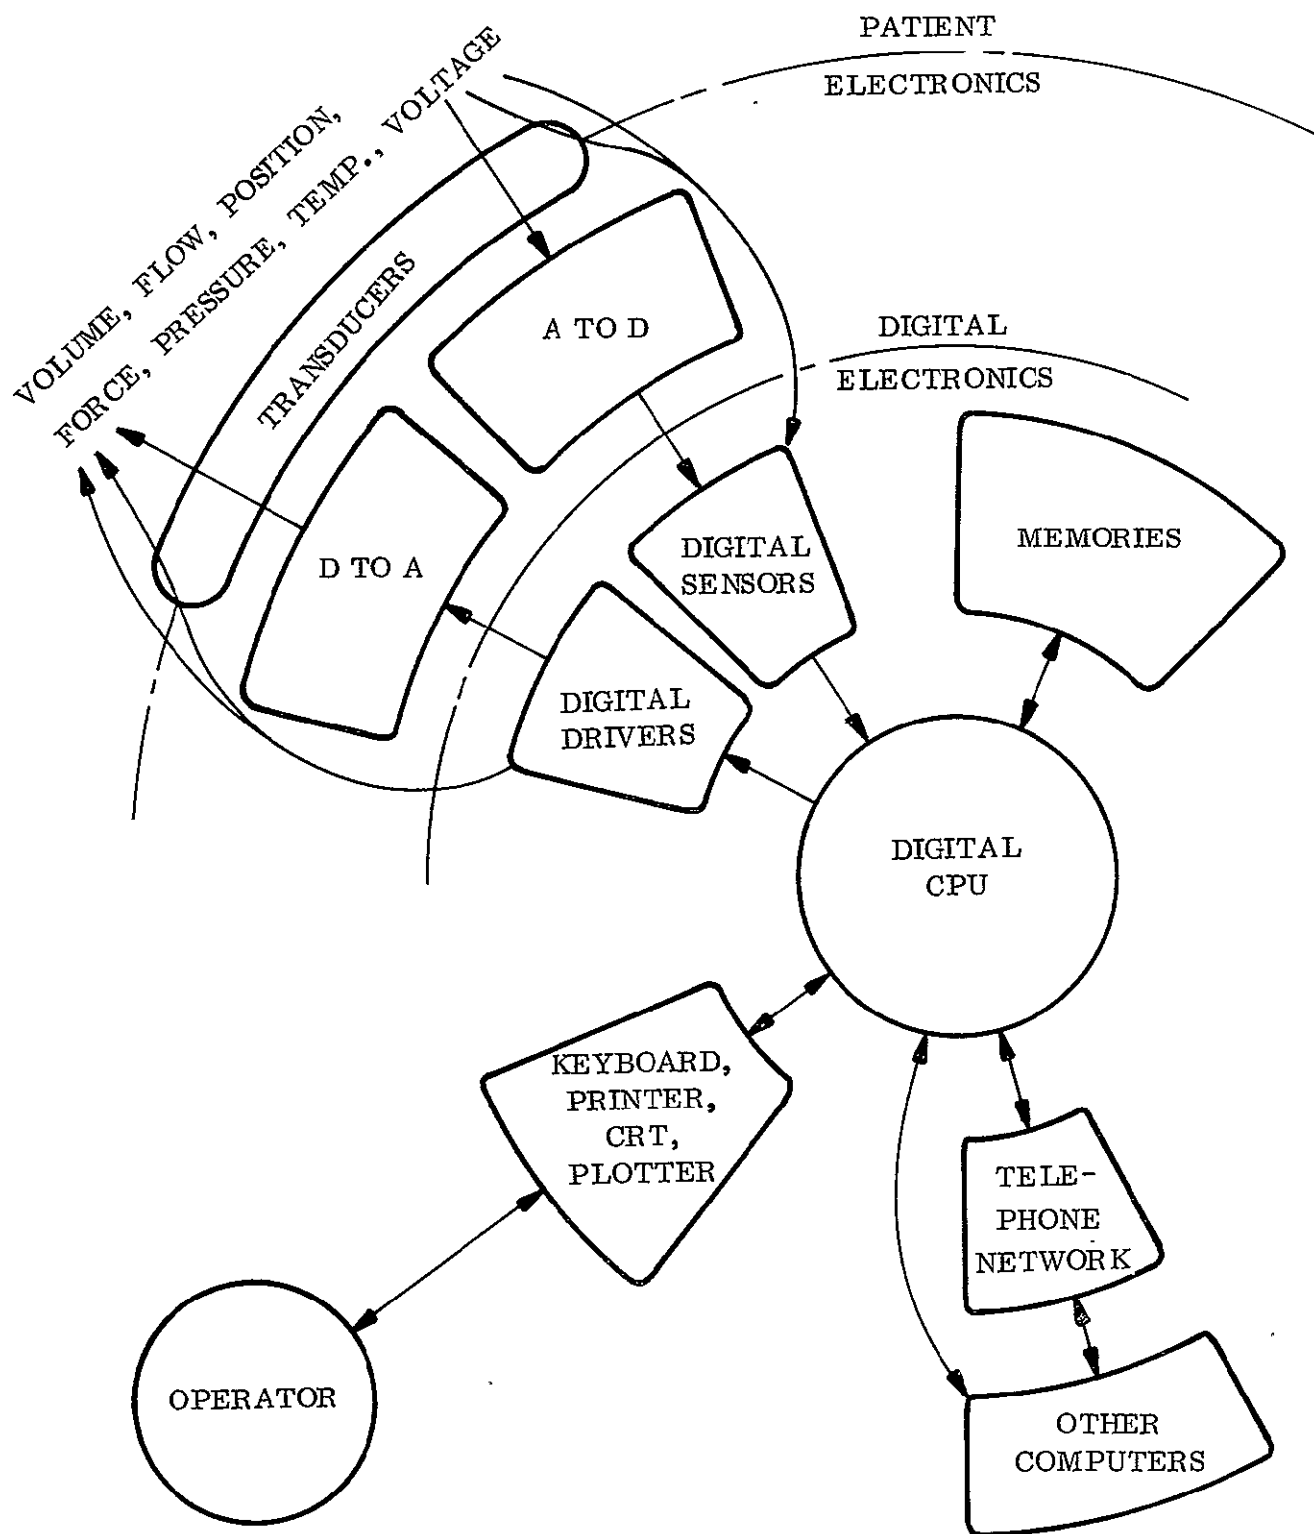 PATIENT
ELECTRONICS
VOLUME, FLOW, POSITION,
FORCE, PRESSURE, TEMP., VOLTAGE
TRANSDUCERS
A TO D
D TO A
DIGITAL
ELECTRONICS
DIGITAL
SENSORS
MEMORIES
DIGITAL
DRIVERS
DIGITAL
CPU
KEYBOARD,
PRINTER,
CRT,
PLOTTER
TELE-
PHONE
NETWORK
OPERATOR
OTHER
COMPUTERS